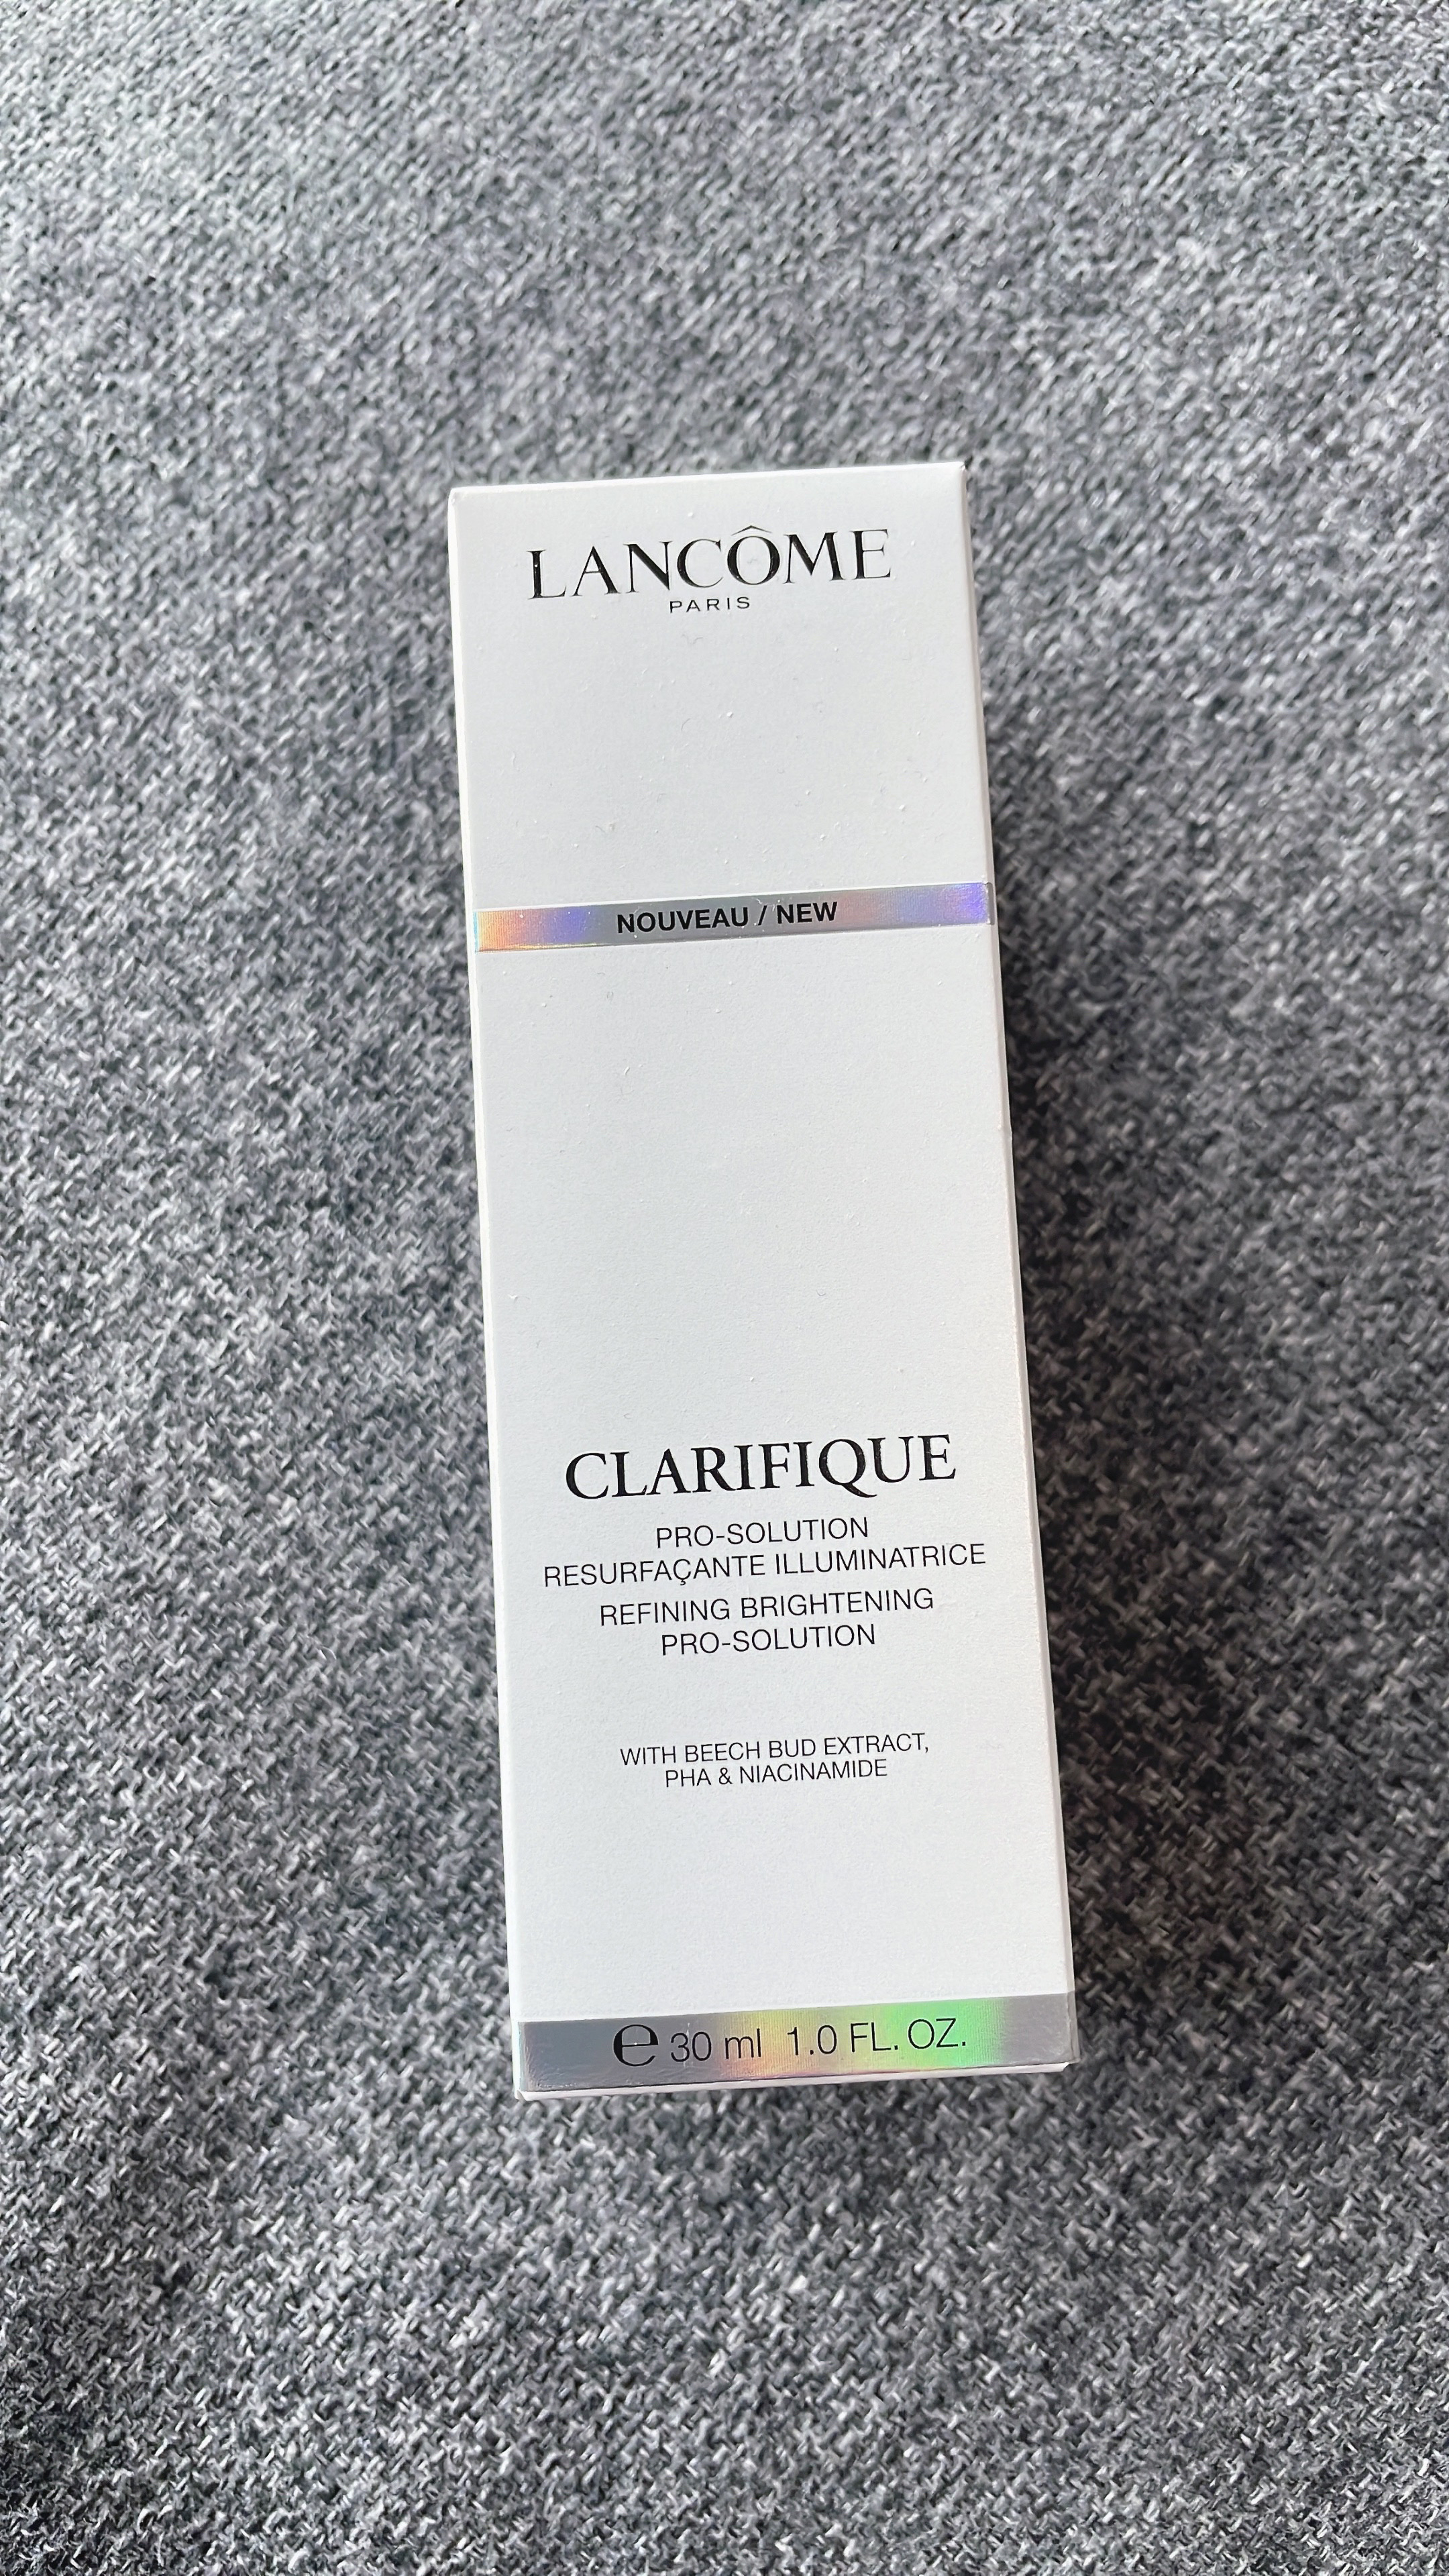 LANCÔME
PARIS
NOUVEAU / NEW
CLARIFIQUE
PRO-SOLUTION
RESURFAÇANTE ILLUMINATRICE
REFINING BRIGHTENING
PRO-SOLUTION
WITH BEECH BUD EXTRACT,
PHA & NIACINAMIDE
℮ 30 ml 1.0 FL. OZ.